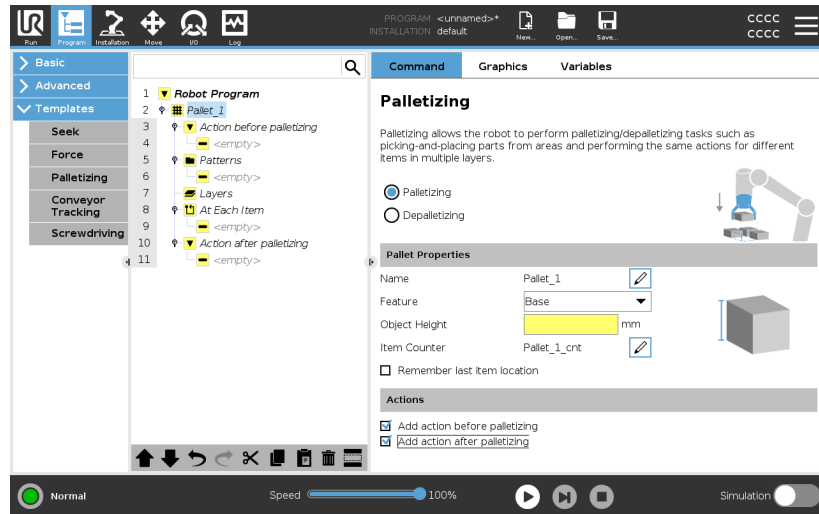 UR
PROGRAM <unnamed>*
INSTALLATION default
CCCC
CCCC
Run Program Installation Move I/O Log New... Open... Save...
Basic
Advanced
Templates
Seek
Force
Palletizing
Conveyor
Tracking
Screwdriving
1 Robot Program
2 Pallet_1
3 Action before palletizing
4 <empty>
5 Patterns
6 <empty>
7 Layers
8 At Each Item
9 <empty>
10 Action after palletizing
11 <empty>
Command Graphics Variables
Palletizing
Palletizing allows the robot to perform palletizing/depalletizing tasks such as
picking-and-placing parts from areas and performing the same actions for different
items in multiple layers.
Palletizing
Depalletizing
Pallet Properties
Name Pallet_1
Feature Base
Object Height mm
Item Counter Pallet_1_cnt
Remember last item location
Actions
Add action before palletizing
Add action after palletizing
Normal Speed 100% Simulation